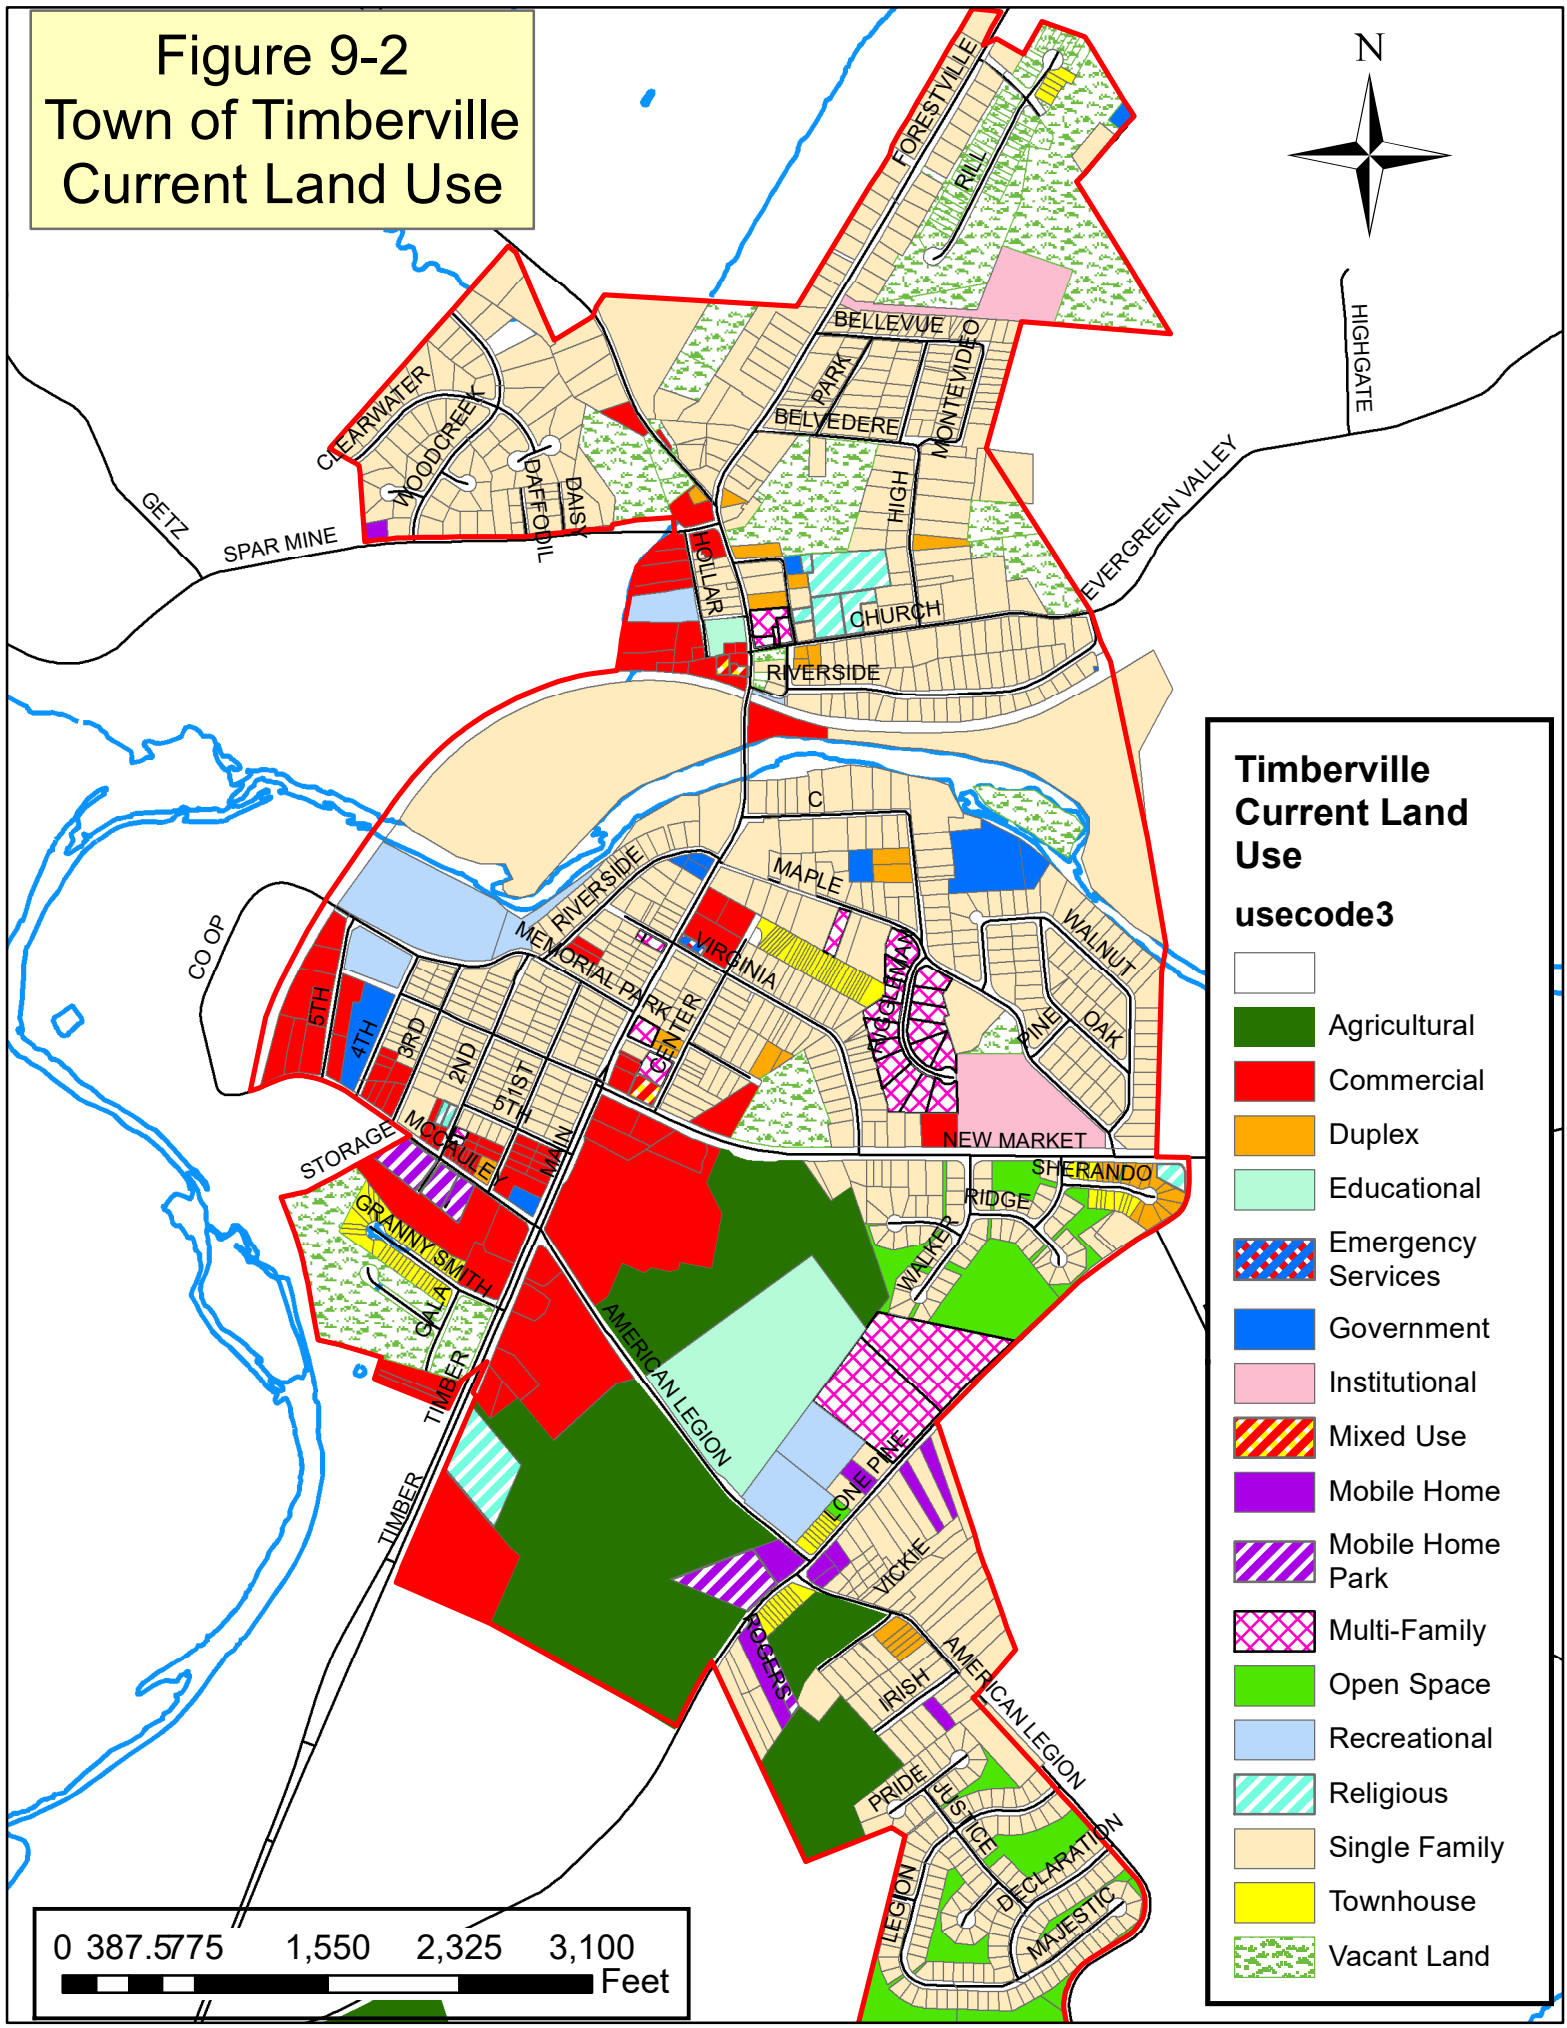 Figure 9-2
Town of Timberville
Current Land Use
N
FORESTVILLE
RILL
HIGHGATE
BELLEVUE
PARK
MONTEVIDEO
BELVEDERE
CLEARWATER
WOODCREEK
DAFFODIL
DAISY
GETZ
SPAR MINE
HIGH
HOLLAR
EVERGREEN VALLEY
CHURCH
RIVERSIDE
C
MAPLE
RIVERSIDE
WALNUT
CO OP
MEMORIAL PARK
VIRGINIA
WIGGLEMAN
PINE
OAK
5TH
4TH
3RD
2ND
1ST
5TH
CENTER
MAIN
MCCAULEY
STORAGE
NEW MARKET
SHERANDO
RIDGE
WALKER
GRANNY SMITH
GALA
TIMBER
TIMBER
AMERICAN LEGION
LONE PINE
VICKIE
ROGERS
IRISH
AMERICAN LEGION
PRIDE
JUSTICE
DECLARATION
LEGION
MAJESTIC
Timberville
Current Land
Use
usecode3
Agricultural
Commercial
Duplex
Educational
Emergency
Services
Government
Institutional
Mixed Use
Mobile Home
Mobile Home
Park
Multi-Family
Open Space
Recreational
Religious
Single Family
Townhouse
Vacant Land
0 387.5 775 1,550 2,325 3,100
Feet